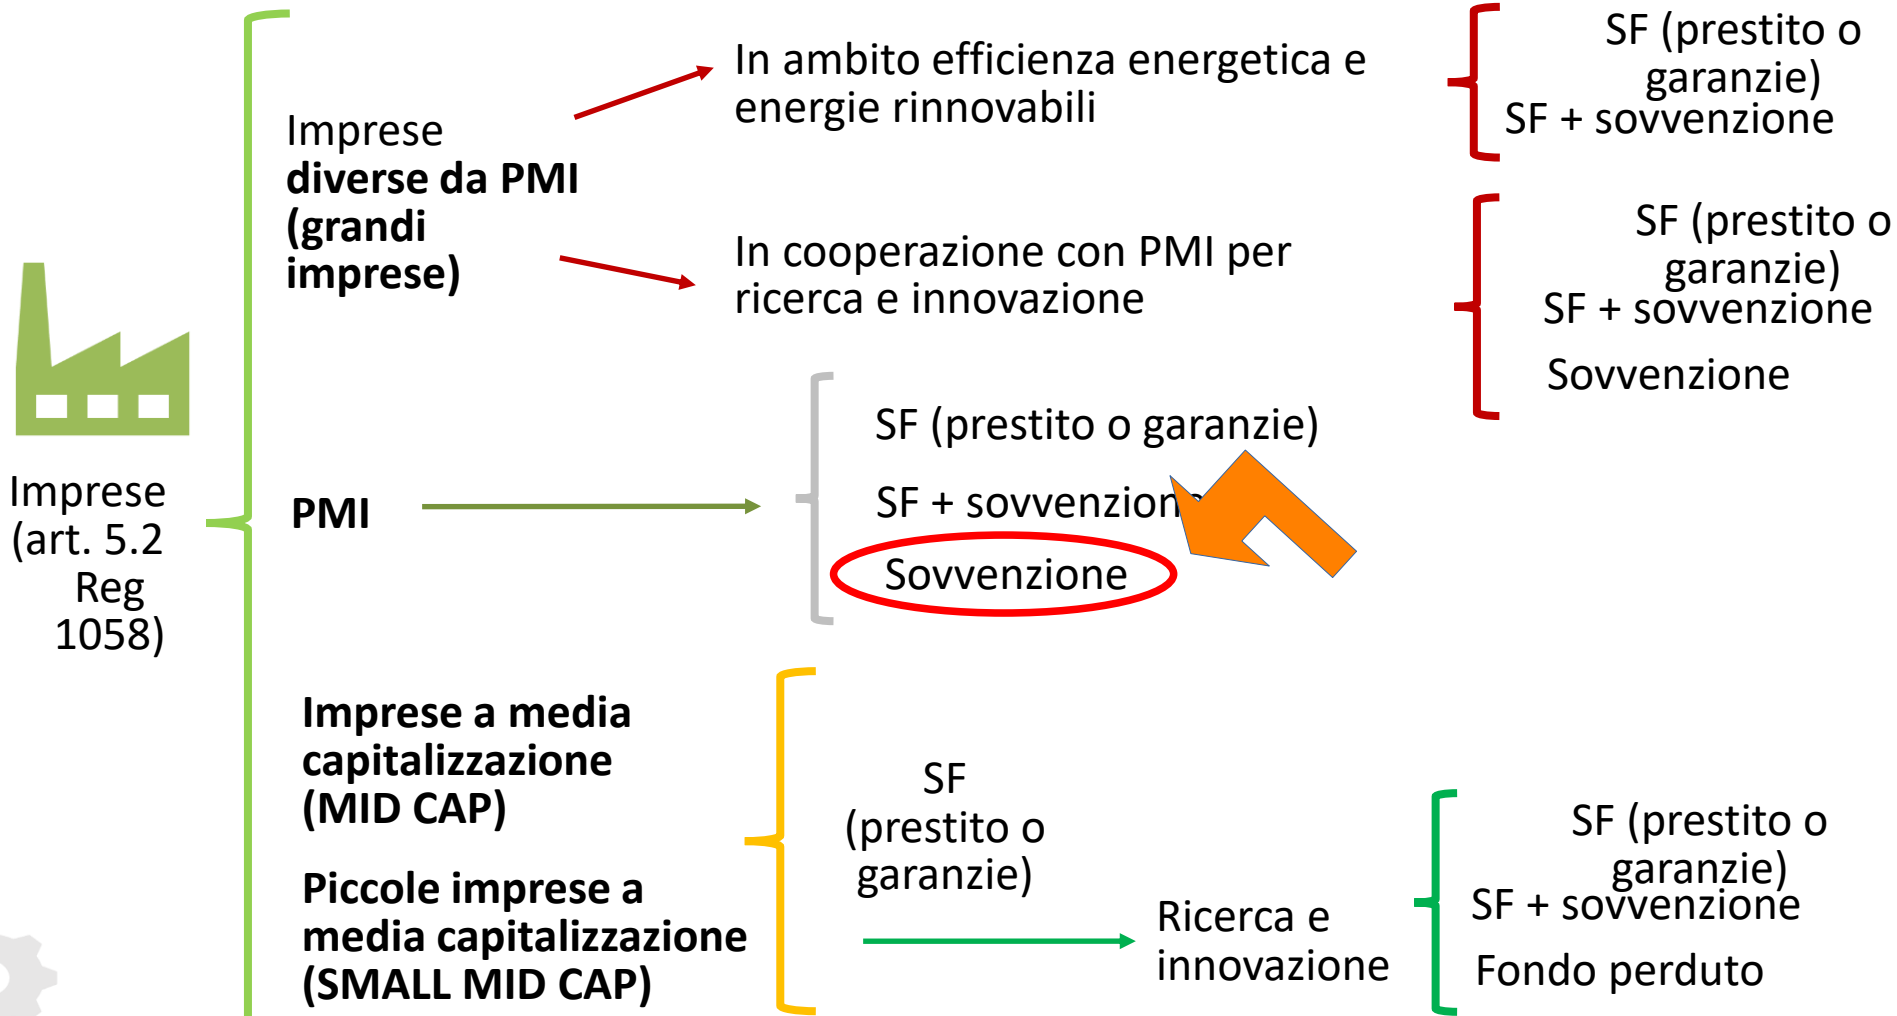 Imprese
(art. 5.2
Reg
1058)
Imprese
diverse da PMI
(grandi
imprese)
In ambito efficienza energetica e
energie rinnovabili
SF (prestito o
garanzie)
SF + sovvenzione
In cooperazione con PMI per
ricerca e innovazione
SF (prestito o
garanzie)
SF + sovvenzione
Sovvenzione
PMI
SF (prestito o garanzie)
SF + sovvenzione
Sovvenzione
Imprese a media
capitalizzazione
(MID CAP)
Piccole imprese a
media capitalizzazione
(SMALL MID CAP)
SF
(prestito o
garanzie)
Ricerca e
innovazione
SF (prestito o
garanzie)
SF + sovvenzione
Fondo perduto